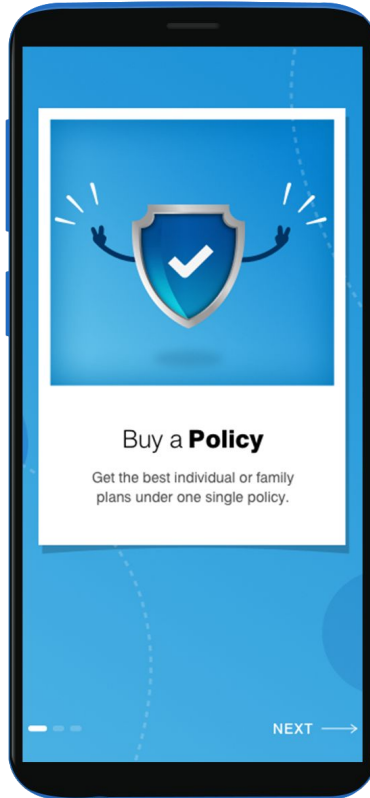 Buy a Policy
Get the best individual or family
plans under one single policy.
NEXT